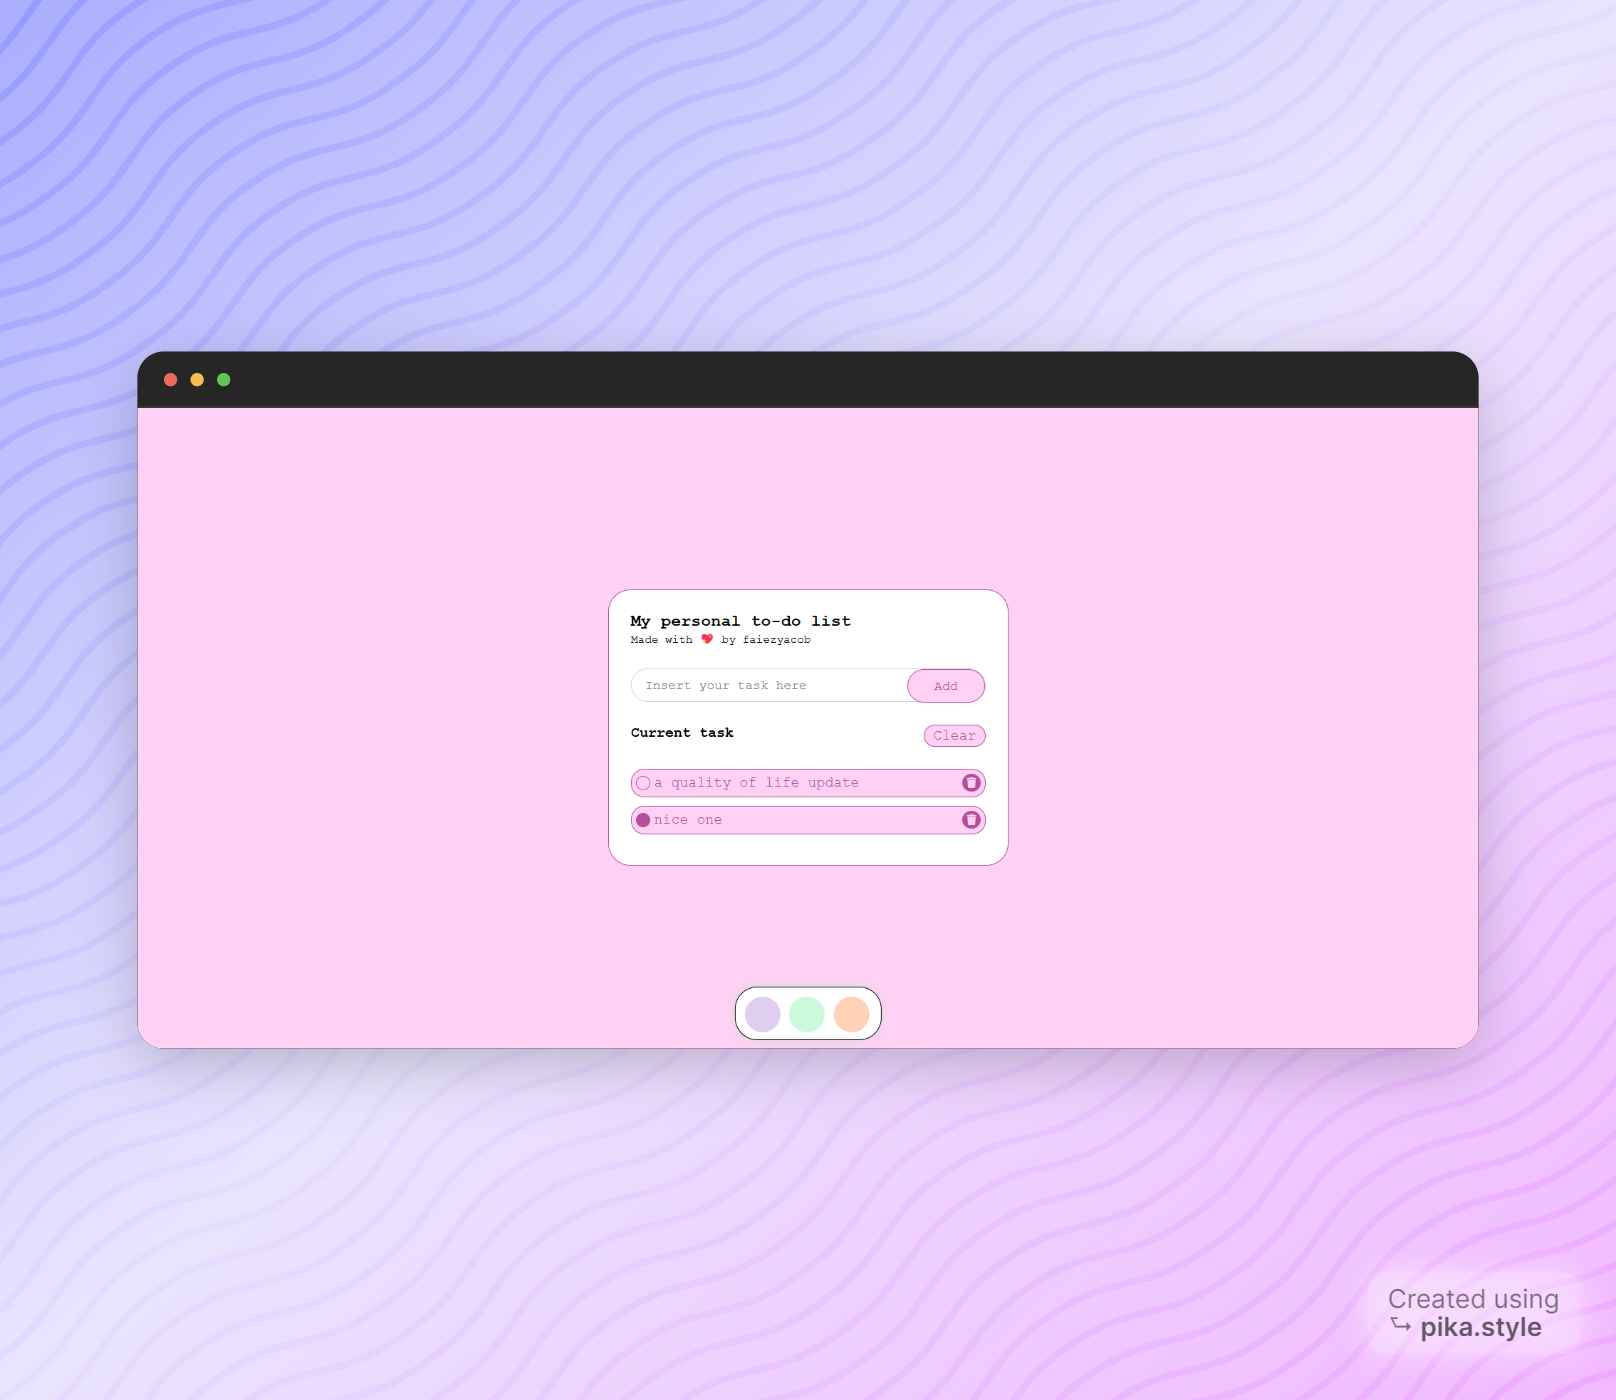 My personal to-do list
Made with 💖 by faiezyacob
Insert your task here
Add
Current task
Clear
a quality of life update
nice one
Created using
pika.style